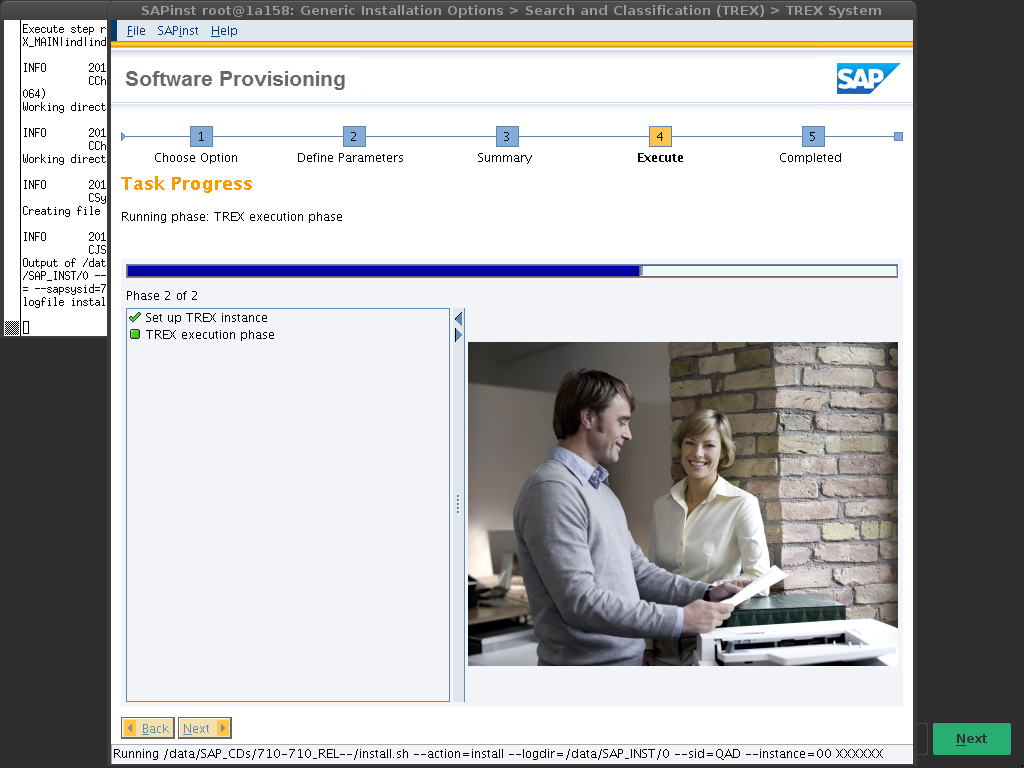 SAPinst root@1a158: Generic Installation Options > Search and Classification (TREX) > TREX System
Execute step r
X_MAIN|ind|ind
INFO 201
CCh
064)
Working direct
INFO 201
CCh
Working direct
INFO 201
CSy
Creating file
INFO 201
CJS
Output of /dat
/SAP_INST/0 --
= --sapsysid=7
logfile instal
File SAPinst Help
Software Provisioning
SAP
1 2 3 4 5
Choose Option Define Parameters Summary Execute Completed
Task Progress
Running phase: TREX execution phase
Phase 2 of 2
Set up TREX instance
TREX execution phase
Back Next
Running /data/SAP_CDs/710-710_REL--/install.sh --action=install --logdir=/data/SAP_INST/0 --sid=QAD --instance=00 XXXXXX
Next